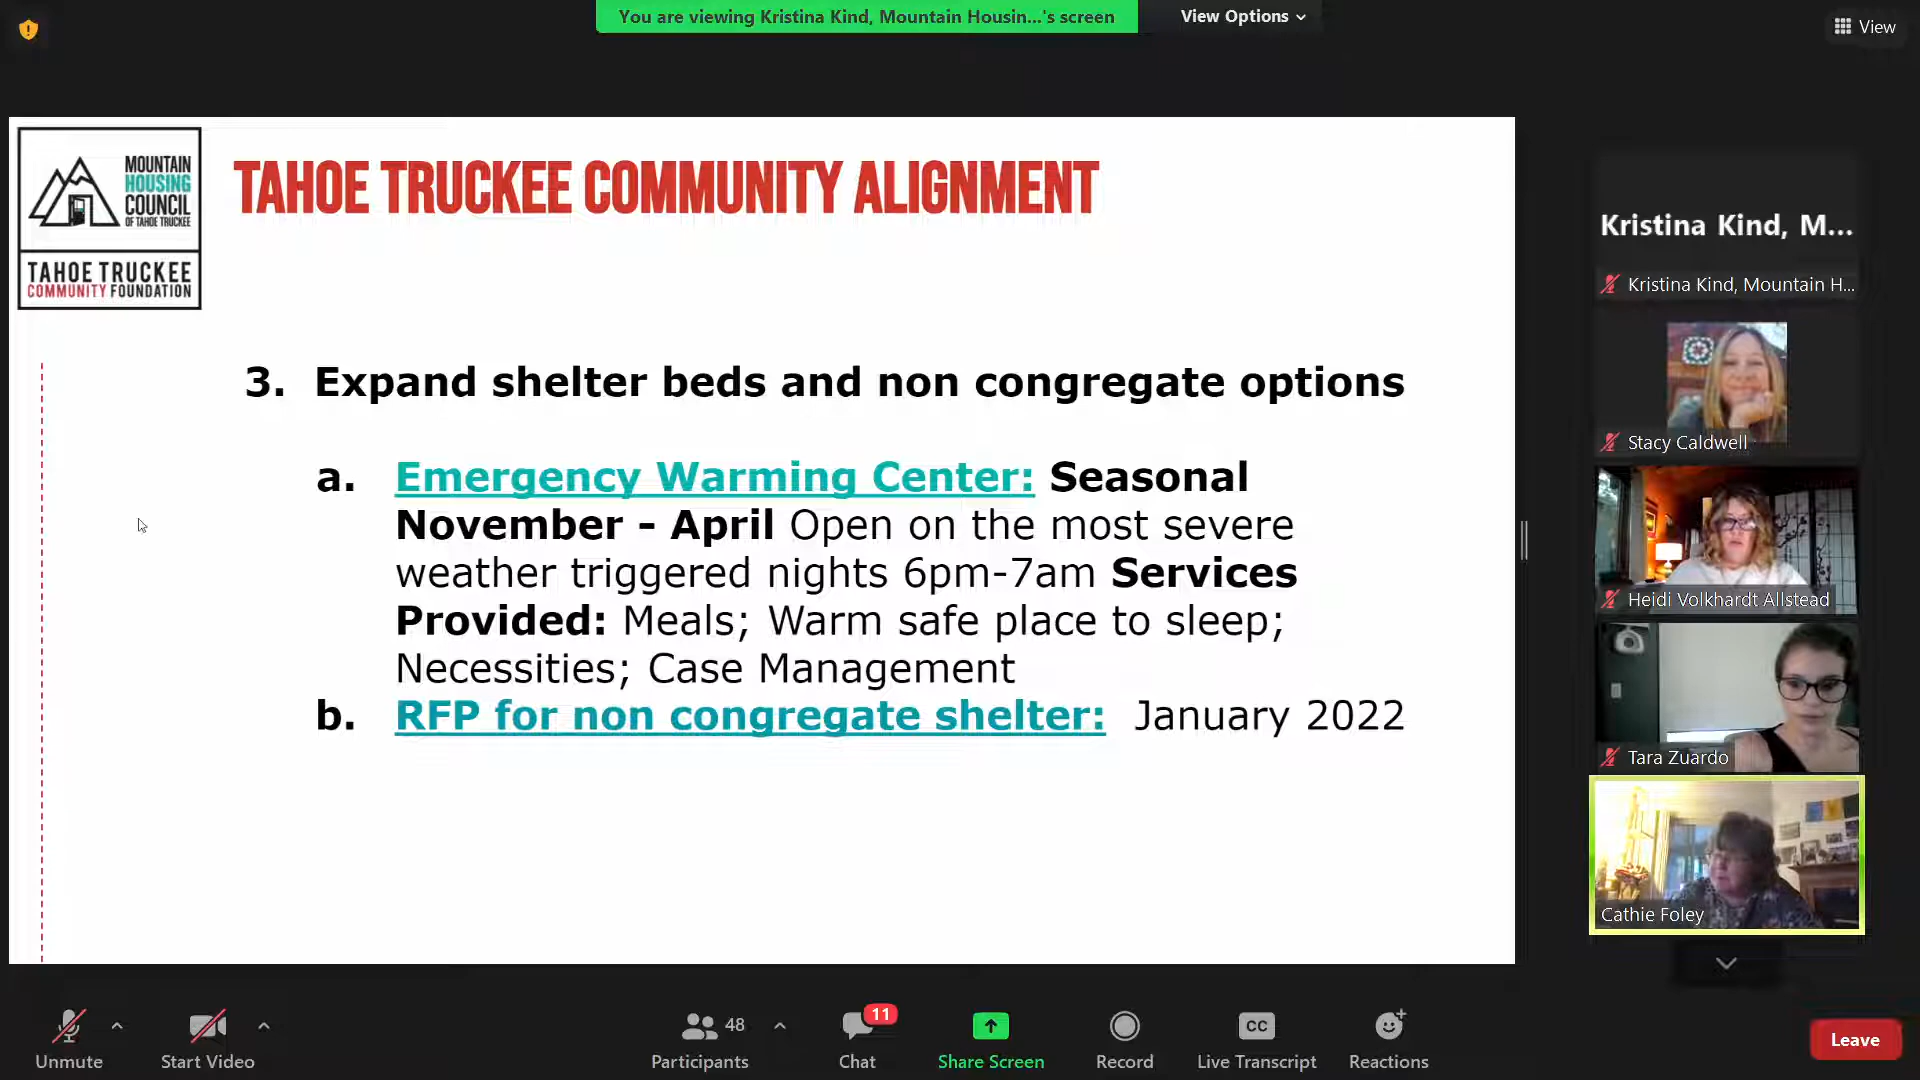 You are viewing Kristina Kind, Mountain Housin...'s screen
View Options
View
MOUNTAIN
HOUSING
COUNCIL
OF TAHOE TRUCKEE
TAHOE TRUCKEE
COMMUNITY FOUNDATION
TAHOE TRUCKEE COMMUNITY ALIGNMENT
3. Expand shelter beds and non congregate options
a. Emergency Warming Center: Seasonal
November - April Open on the most severe
weather triggered nights 6pm-7am Services
Provided: Meals; Warm safe place to sleep;
Necessities; Case Management
b. RFP for non congregate shelter: January 2022
Kristina Kind, M...
Kristina Kind, Mountain H...
Stacy Caldwell
Heidi Volkhardt Allstead
Tara Zuardo
Cathie Foley
Unmute
Start Video
48
Participants
11
Chat
Share Screen
Record
CC
Live Transcript
Reactions
Leave